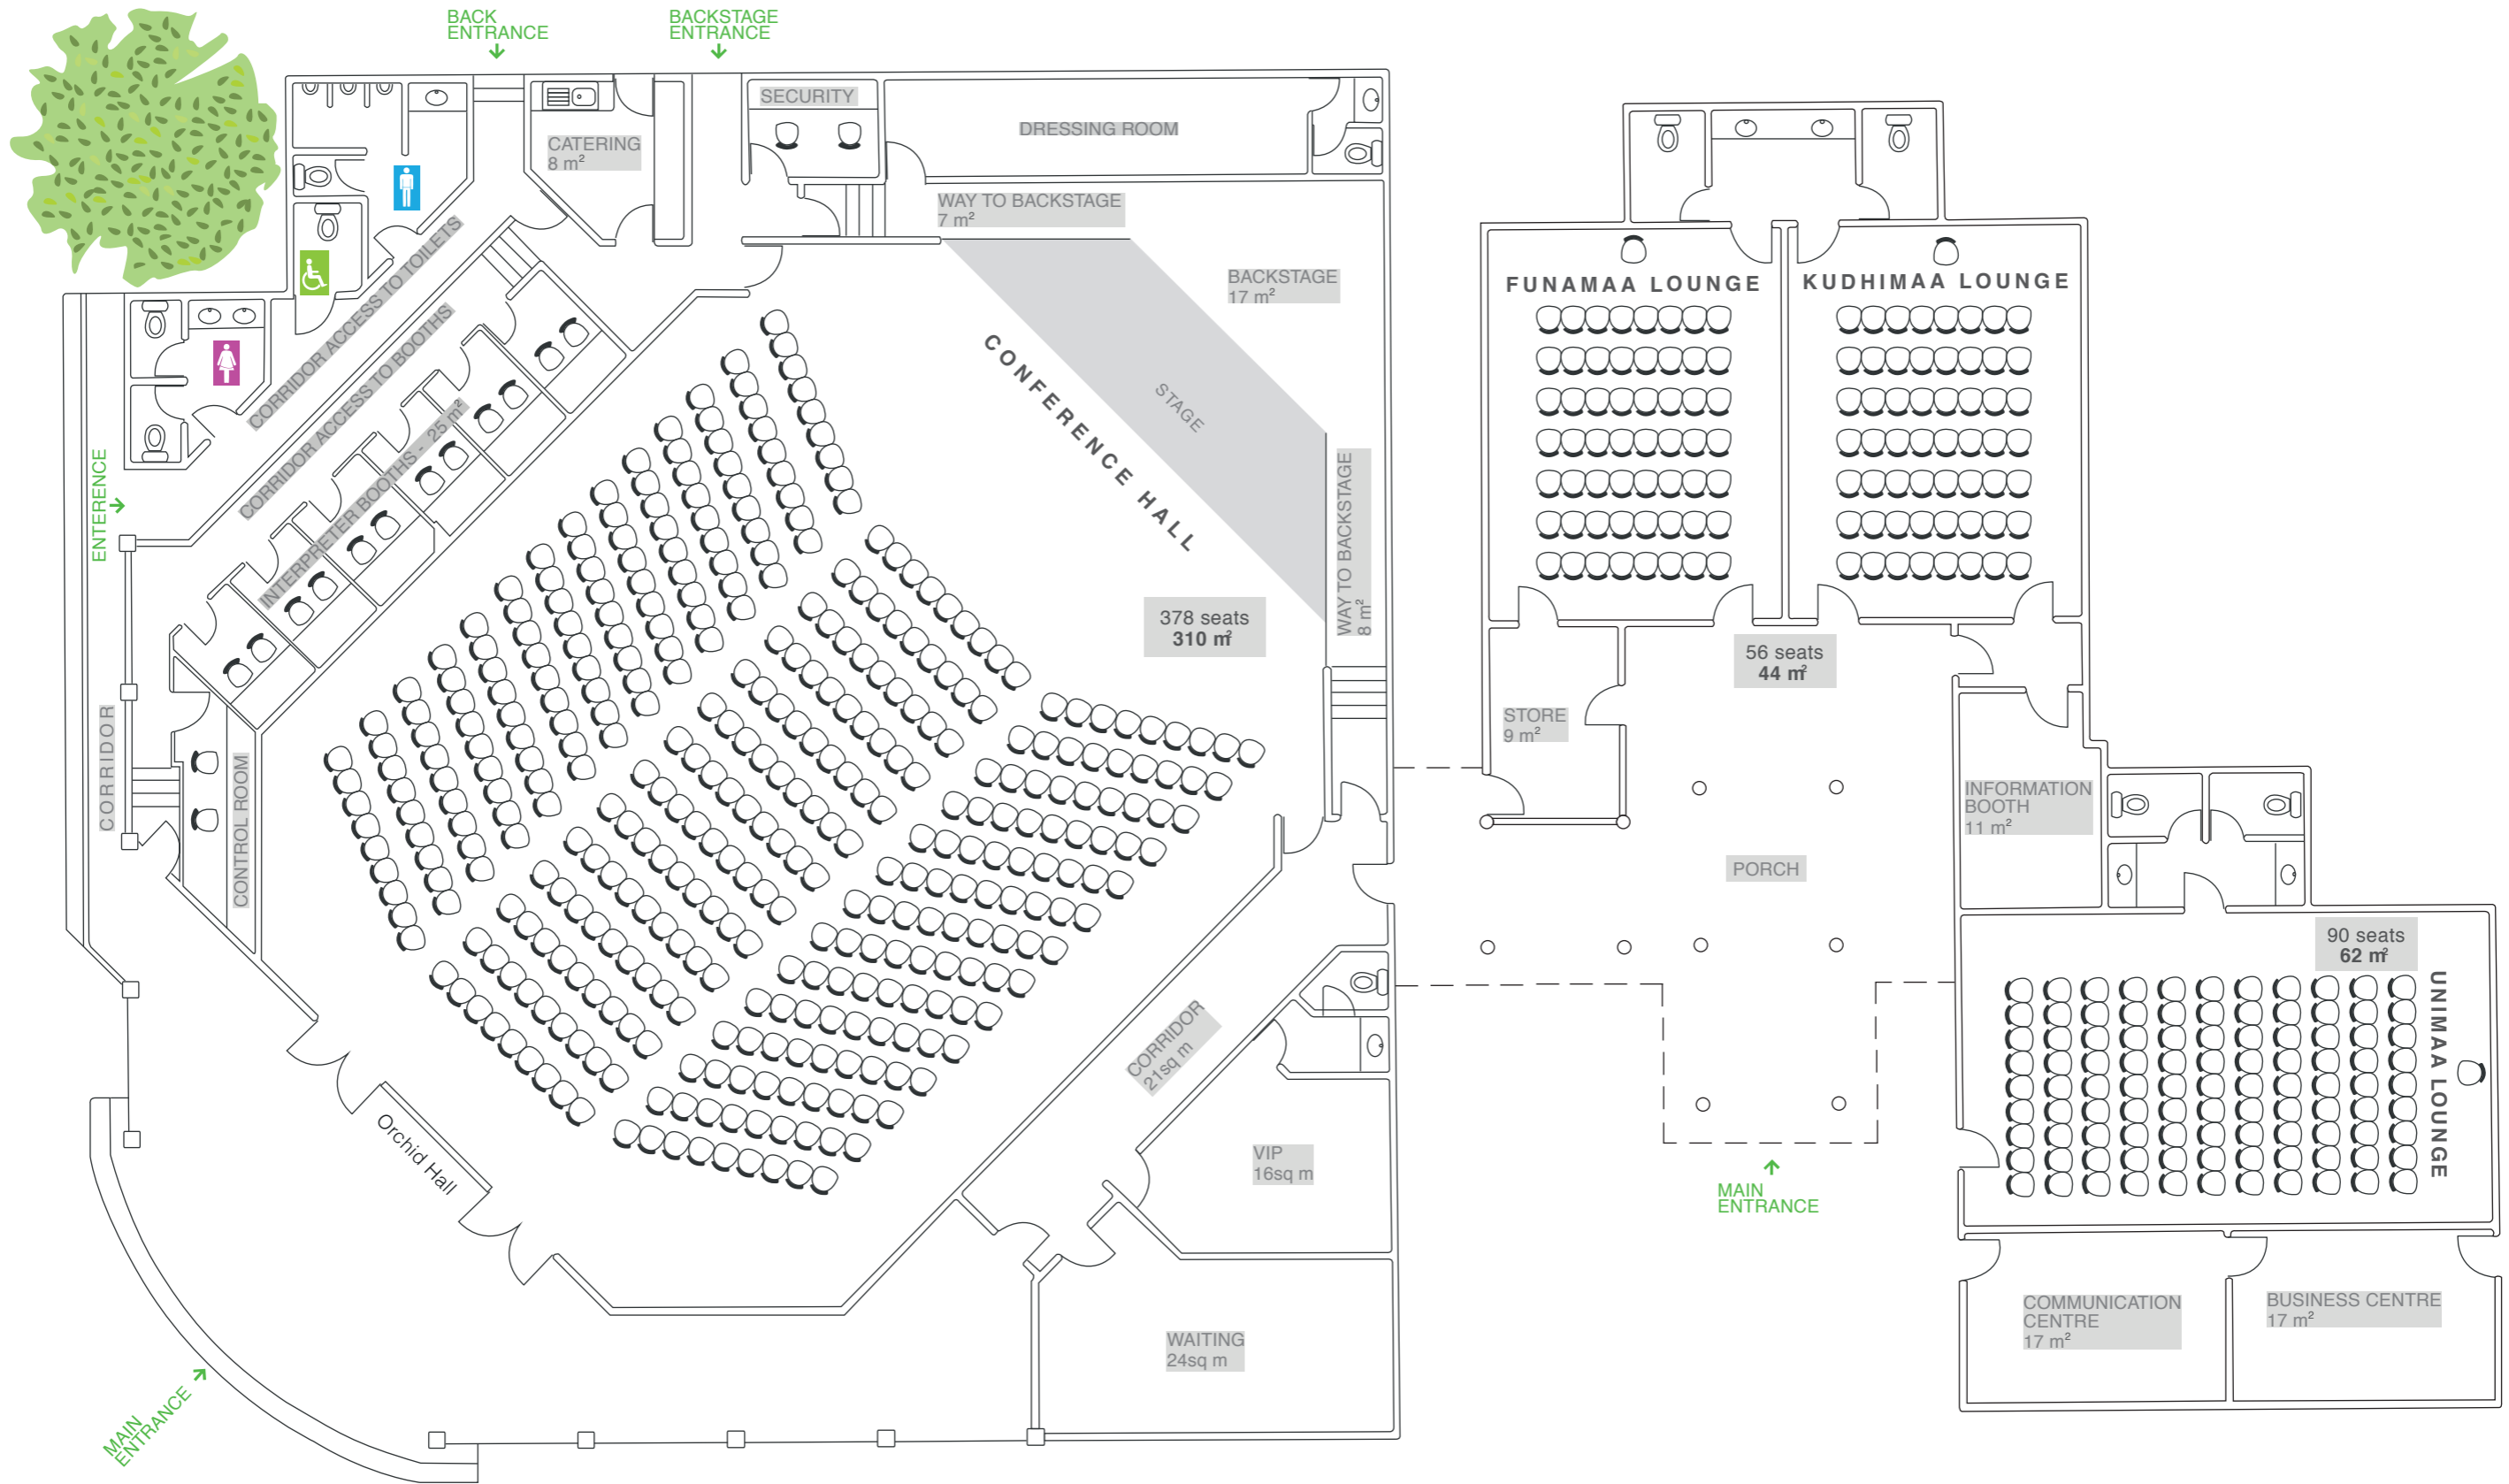 BACK
ENTRANCE
BACKSTAGE
ENTRANCE
SECURITY
DRESSING ROOM
CATERING
8 m²
WAY TO BACKSTAGE
7 m²
BACKSTAGE
17 m²
CORRIDOR ACCESS TO TOILETS
CORRIDOR ACCESS TO BOOTHS
INTERPRETER BOOTHS - 25 m²
CONFERENCE HALL
STAGE
ENTERENCE
WAY TO BACKSTAGE
8 m²
378 seats
310 m²
CORRIDOR
CONTROL ROOM
Orchid Hall
CORRIDOR
21sq m
VIP
16sq m
WAITING
24sq m
MAIN
ENTRANCE
FUNAMAA LOUNGE
KUDHIMAA LOUNGE
56 seats
44 m²
STORE
9 m²
INFORMATION
BOOTH
11 m²
PORCH
90 seats
62 m²
UNIMAA LOUNGE
MAIN
ENTRANCE
COMMUNICATION
CENTRE
17 m²
BUSINESS CENTRE
17 m²